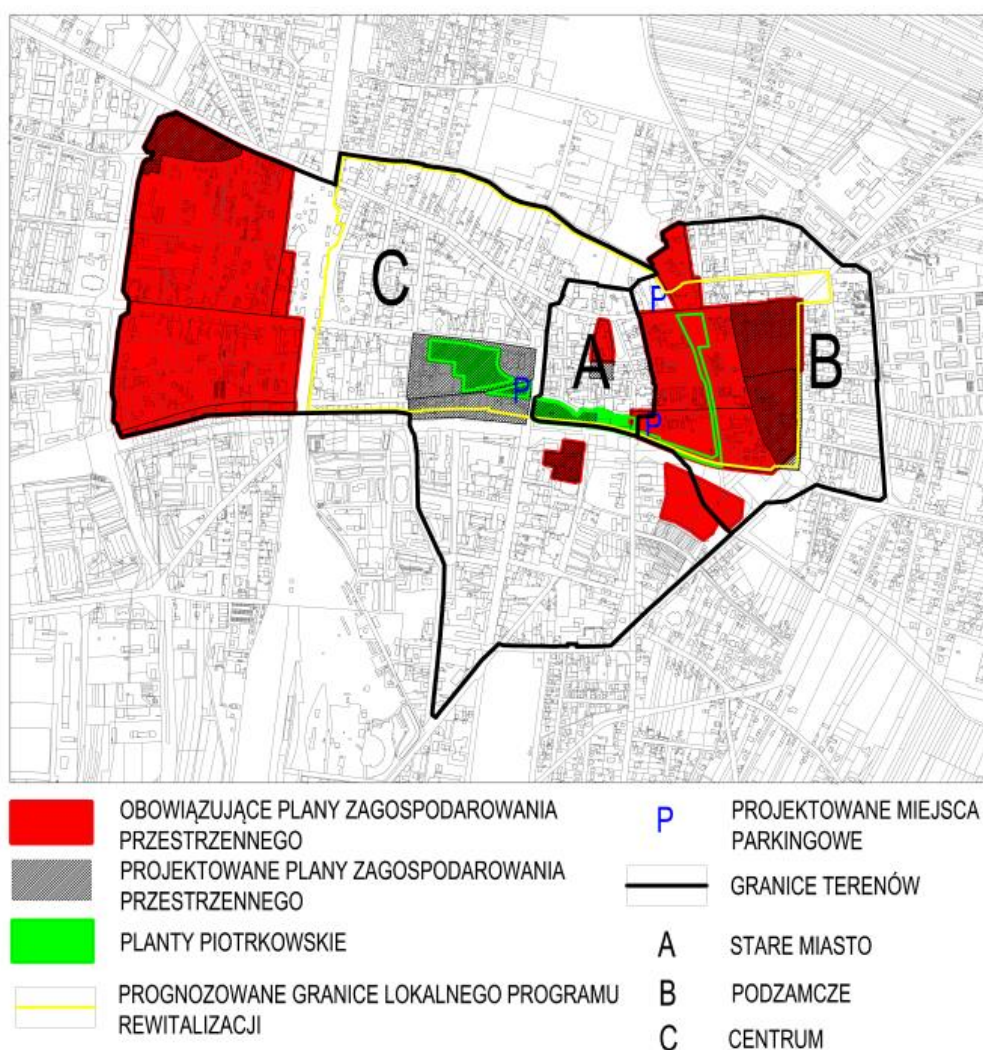 C
A
B
P
P
P
OBOWIĄZUJĄCE PLANY ZAGOSPODAROWANIA
PRZESTRZENNEGO
PROJEKTOWANE PLANY ZAGOSPODAROWANIA
PRZESTRZENNEGO
PLANTY PIOTRKOWSKIE
PROGNOZOWANE GRANICE LOKALNEGO PROGRAMU
REWITALIZACJI
P PROJEKTOWANE MIEJSCA
PARKINGOWE
GRANICE TERENÓW
A STARE MIASTO
B PODZAMCZE
C CENTRUM